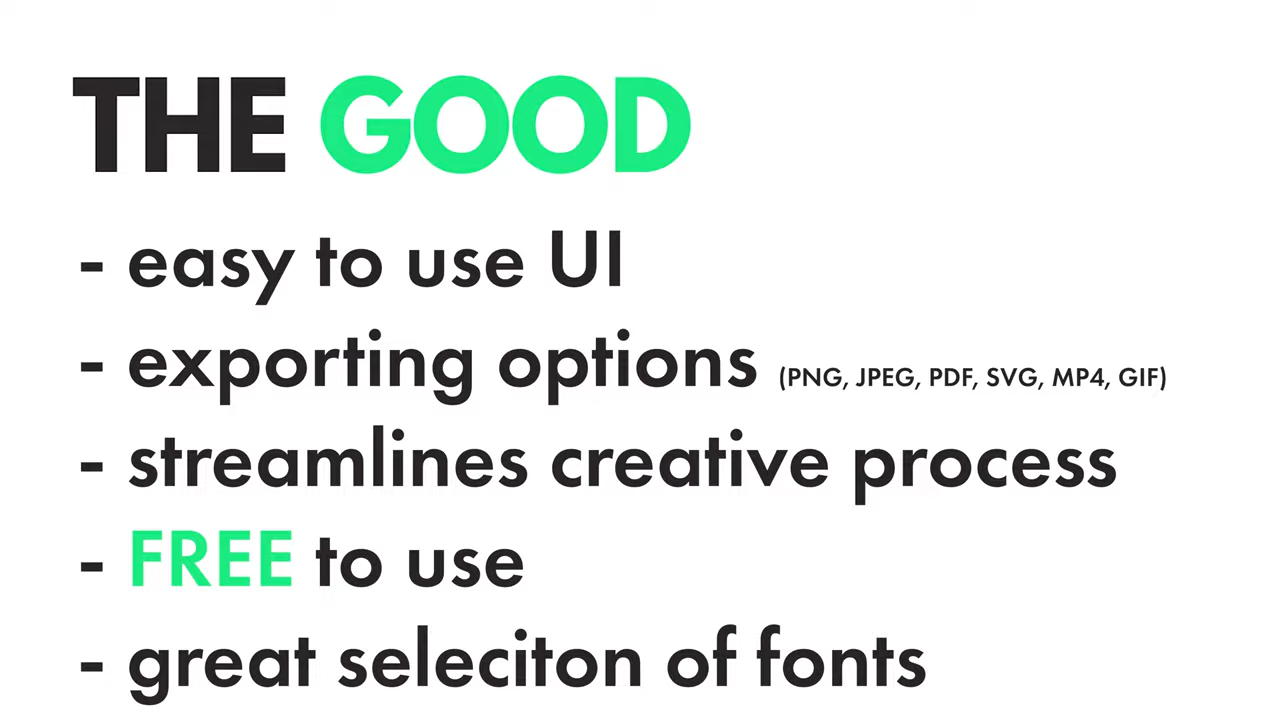 THE GOOD
- easy to use UI
- exporting options (PNG, JPEG, PDF, SVG, MP4, GIF)
- streamlines creative process
- FREE to use
- great seleciton of fonts